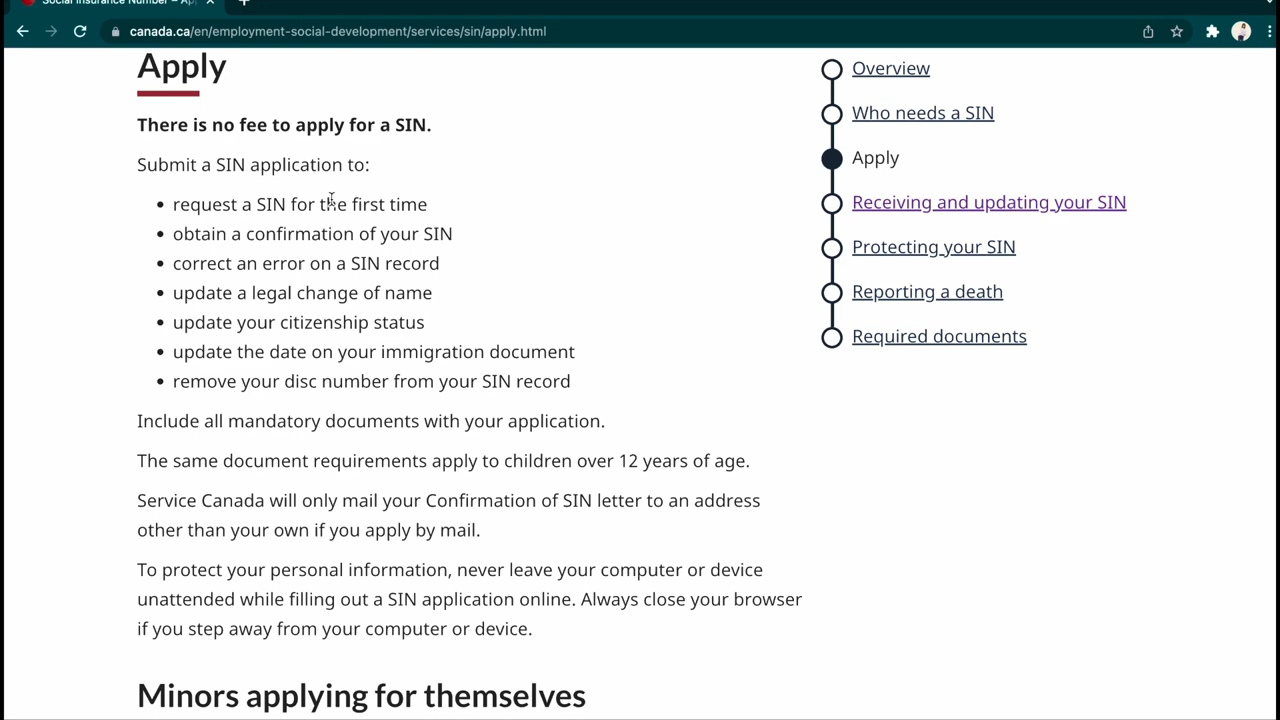 Social Insurance Number – Ap
canada.ca/en/employment-social-development/services/sin/apply.html
Apply
There is no fee to apply for a SIN.
Submit a SIN application to:
request a SIN for the first time
obtain a confirmation of your SIN
correct an error on a SIN record
update a legal change of name
update your citizenship status
update the date on your immigration document
remove your disc number from your SIN record
Include all mandatory documents with your application.
The same document requirements apply to children over 12 years of age.
Service Canada will only mail your Confirmation of SIN letter to an address
other than your own if you apply by mail.
To protect your personal information, never leave your computer or device
unattended while filling out a SIN application online. Always close your browser
if you step away from your computer or device.
Minors applying for themselves
Overview
Who needs a SIN
Apply
Receiving and updating your SIN
Protecting your SIN
Reporting a death
Required documents